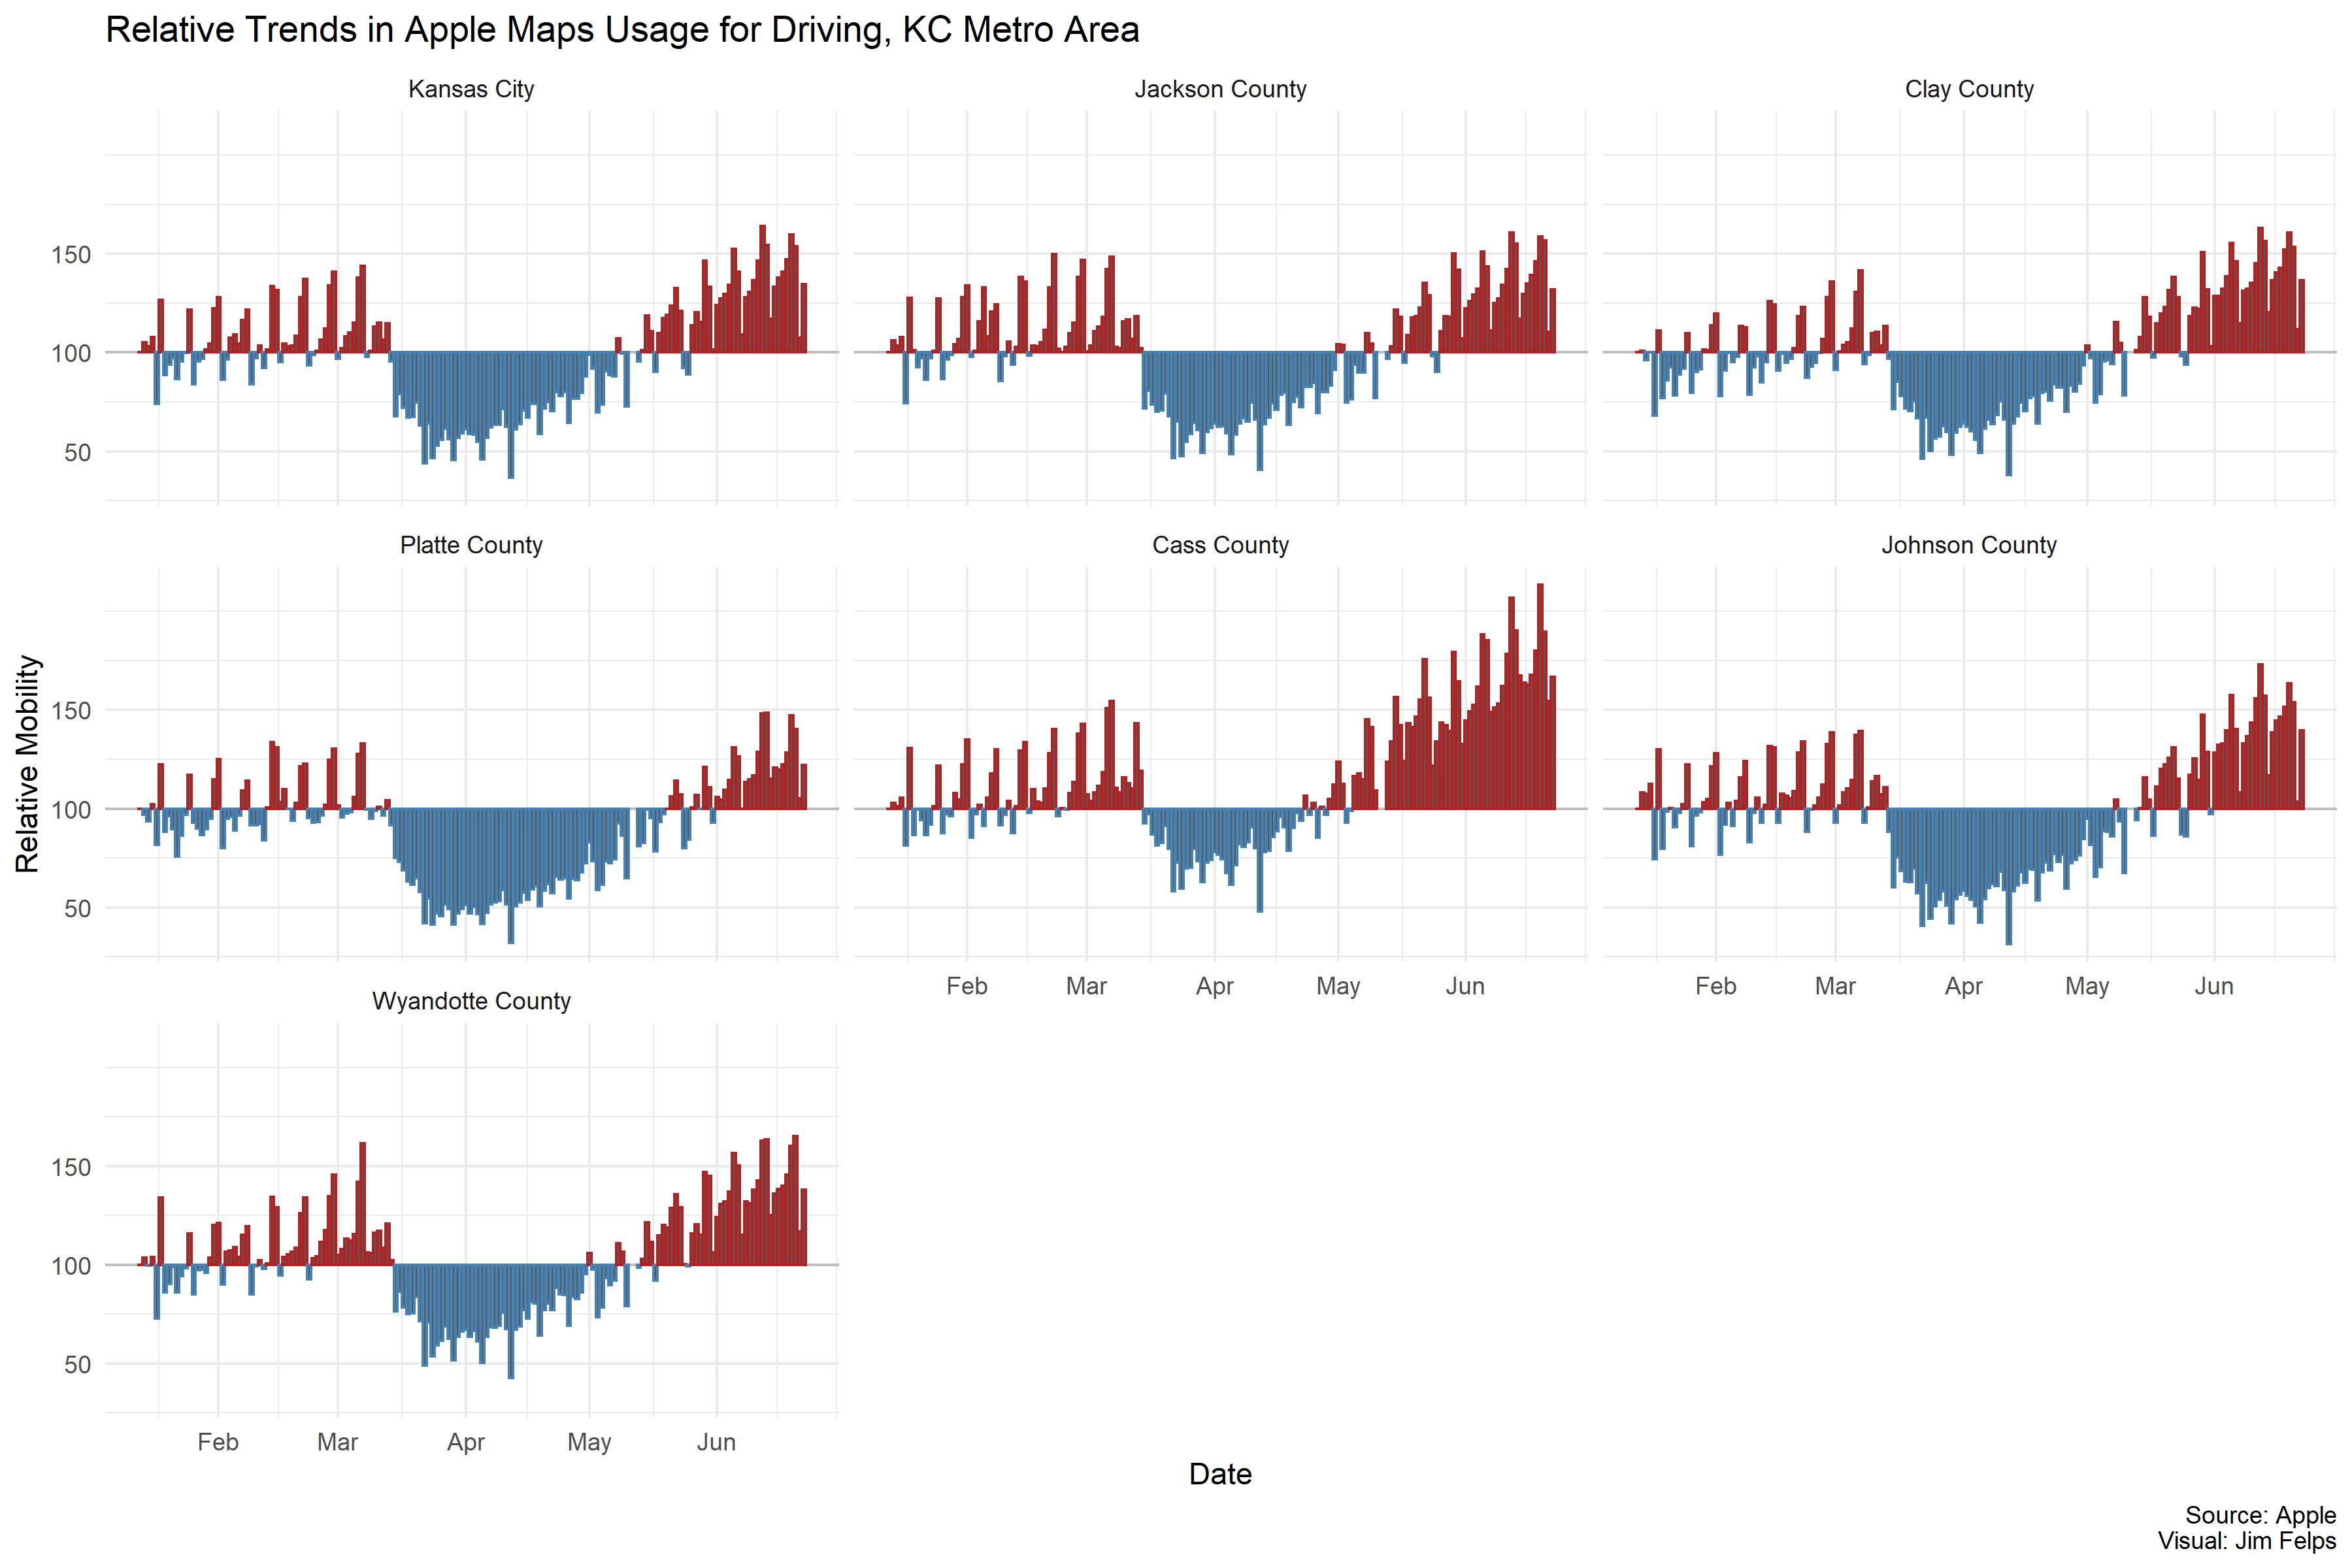 Relative Trends in Apple Maps Usage for Driving, KC Metro Area
Kansas City
Jackson County
Clay County
150
100
50
Platte County
Cass County
Johnson County
Relative Mobility
150
100
50
Feb Mar Apr May Jun
Feb Mar Apr May Jun
Wyandotte County
150
100
50
Feb Mar Apr May Jun
Date
Source: Apple
Visual: Jim Felps